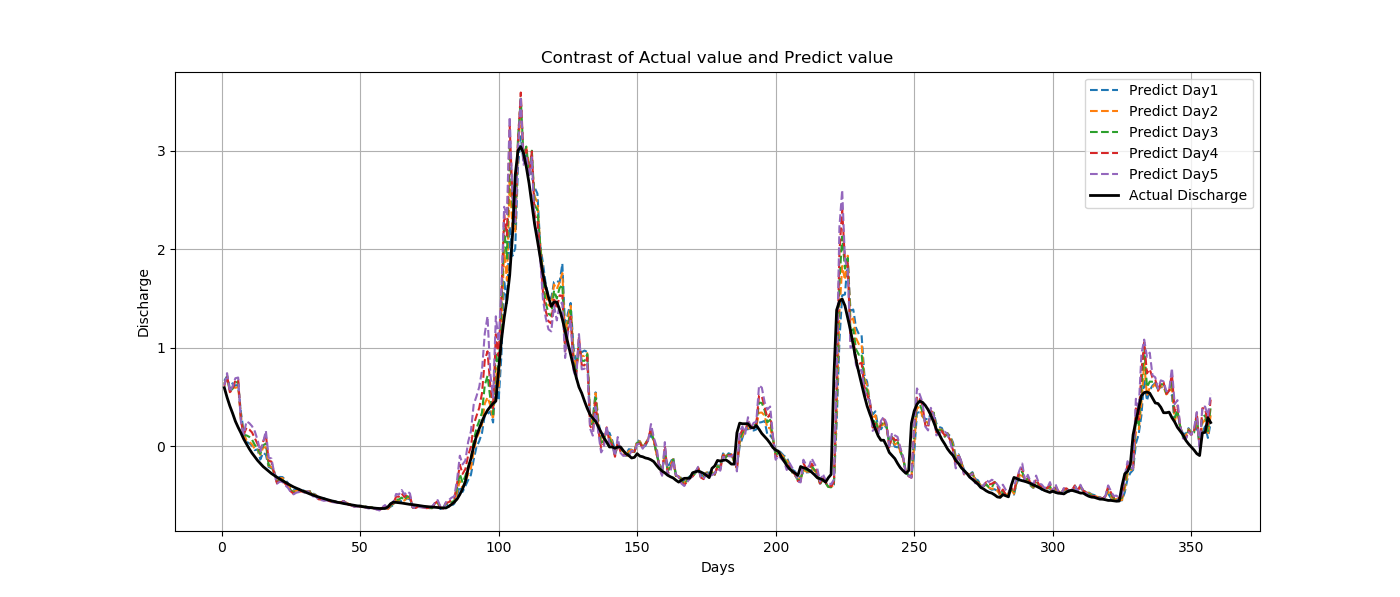 Contrast of Actual value and Predict value
Predict Day1
Predict Day2
Predict Day3
Predict Day4
Predict Day5
Actual Discharge
3
2
1
0
Discharge
0
50
100
150
200
250
300
350
Days